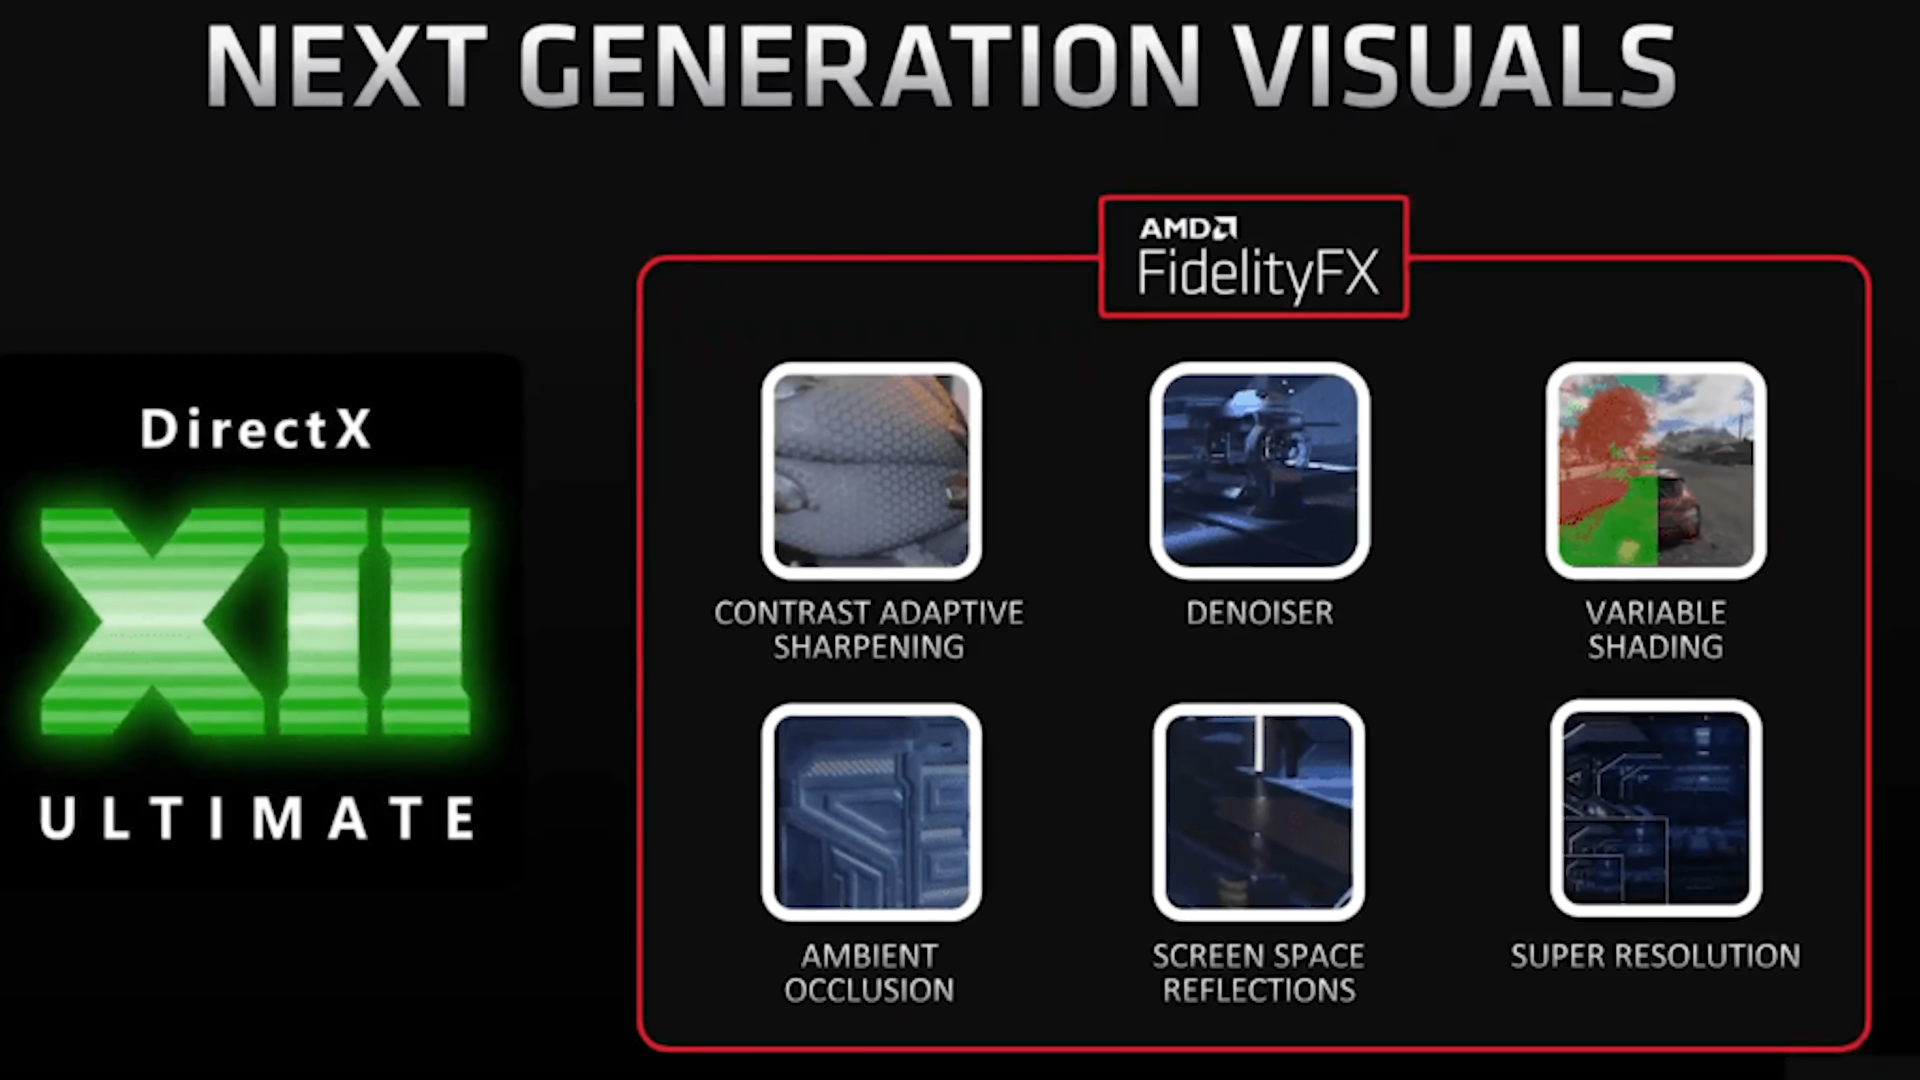 NEXT GENERATION VISUALS
DirectX
XII
ULTIMATE
AMD
FidelityFX
CONTRAST ADAPTIVE
SHARPENING
DENOISER
VARIABLE
SHADING
AMBIENT
OCCLUSION
SCREEN SPACE
REFLECTIONS
SUPER RESOLUTION